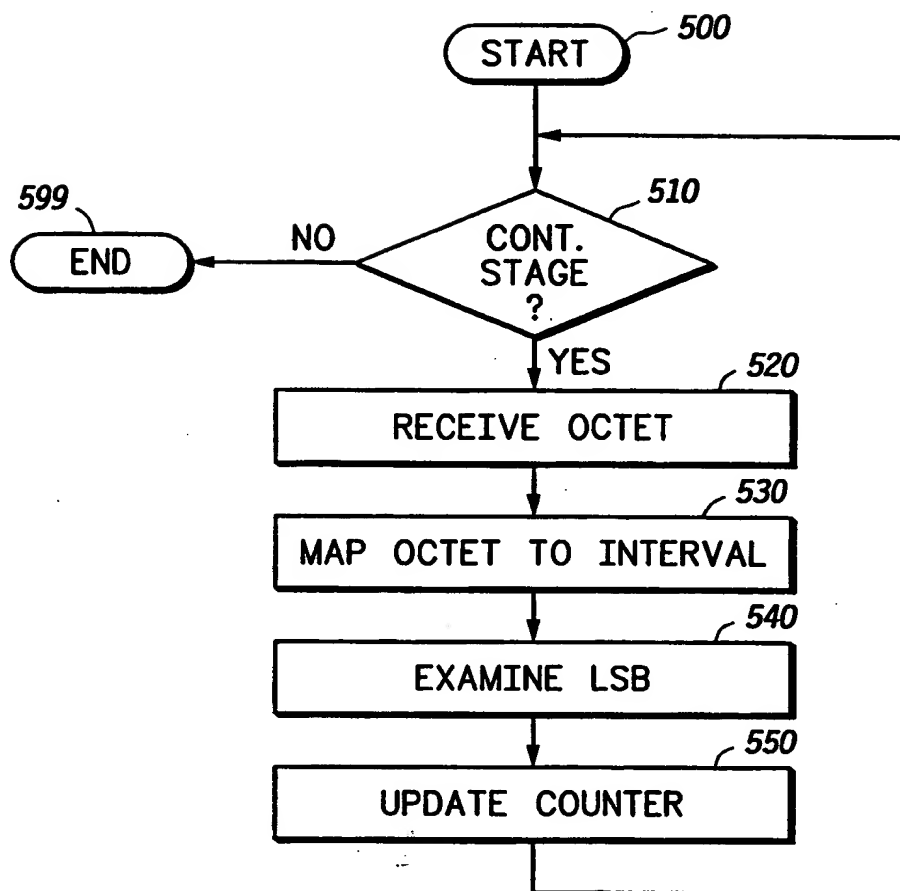 START
500
599
END
NO
CONT.
STAGE
?
510
YES
520
RECEIVE OCTET
530
MAP OCTET TO INTERVAL
540
EXAMINE LSB
550
UPDATE COUNTER